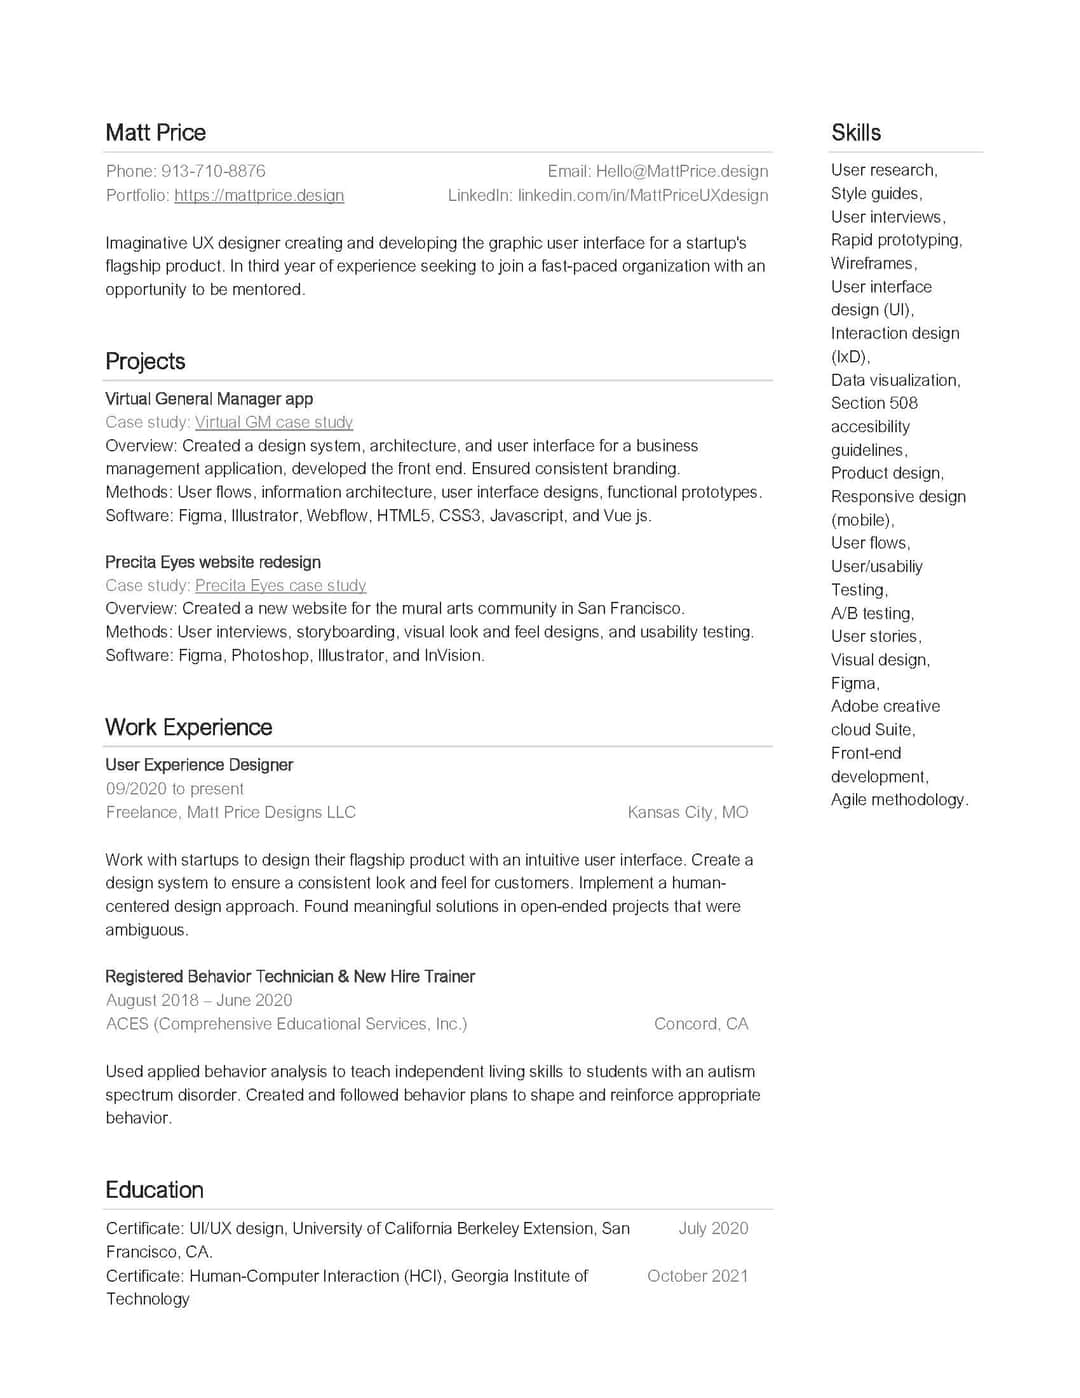 Matt Price
Phone: 913-710-8876
Email: Hello@MattPrice.design
Portfolio: https://mattprice.design
LinkedIn: linkedin.com/in/MattPriceUXdesign
Imaginative UX designer creating and developing the graphic user interface for a startup's
flagship product. In third year of experience seeking to join a fast-paced organization with an
opportunity to be mentored.
Projects
Virtual General Manager app
Case study: Virtual GM case study
Overview: Created a design system, architecture, and user interface for a business
management application, developed the front end. Ensured consistent branding.
Methods: User flows, information architecture, user interface designs, functional prototypes.
Software: Figma, Illustrator, Webflow, HTML5, CSS3, Javascript, and Vue js.
Precita Eyes website redesign
Case study: Precita Eyes case study
Overview: Created a new website for the mural arts community in San Francisco.
Methods: User interviews, storyboarding, visual look and feel designs, and usability testing.
Software: Figma, Photoshop, Illustrator, and InVision.
Work Experience
User Experience Designer
09/2020 to present
Freelance, Matt Price Designs LLC
Kansas City, MO
Work with startups to design their flagship product with an intuitive user interface. Create a
design system to ensure a consistent look and feel for customers. Implement a human-
centered design approach. Found meaningful solutions in open-ended projects that were
ambiguous.
Registered Behavior Technician & New Hire Trainer
August 2018 – June 2020
ACES (Comprehensive Educational Services, Inc.)
Concord, CA
Used applied behavior analysis to teach independent living skills to students with an autism
spectrum disorder. Created and followed behavior plans to shape and reinforce appropriate
behavior.
Education
Certificate: UI/UX design, University of California Berkeley Extension, San
Francisco, CA.
July 2020
Certificate: Human-Computer Interaction (HCI), Georgia Institute of
Technology
October 2021
Skills
User research,
Style guides,
User interviews,
Rapid prototyping,
Wireframes,
User interface
design (UI),
Interaction design
(IxD),
Data visualization,
Section 508
accesibility
guidelines,
Product design,
Responsive design
(mobile),
User flows,
User/usabiliy
Testing,
A/B testing,
User stories,
Visual design,
Figma,
Adobe creative
cloud Suite,
Front-end
development,
Agile methodology.